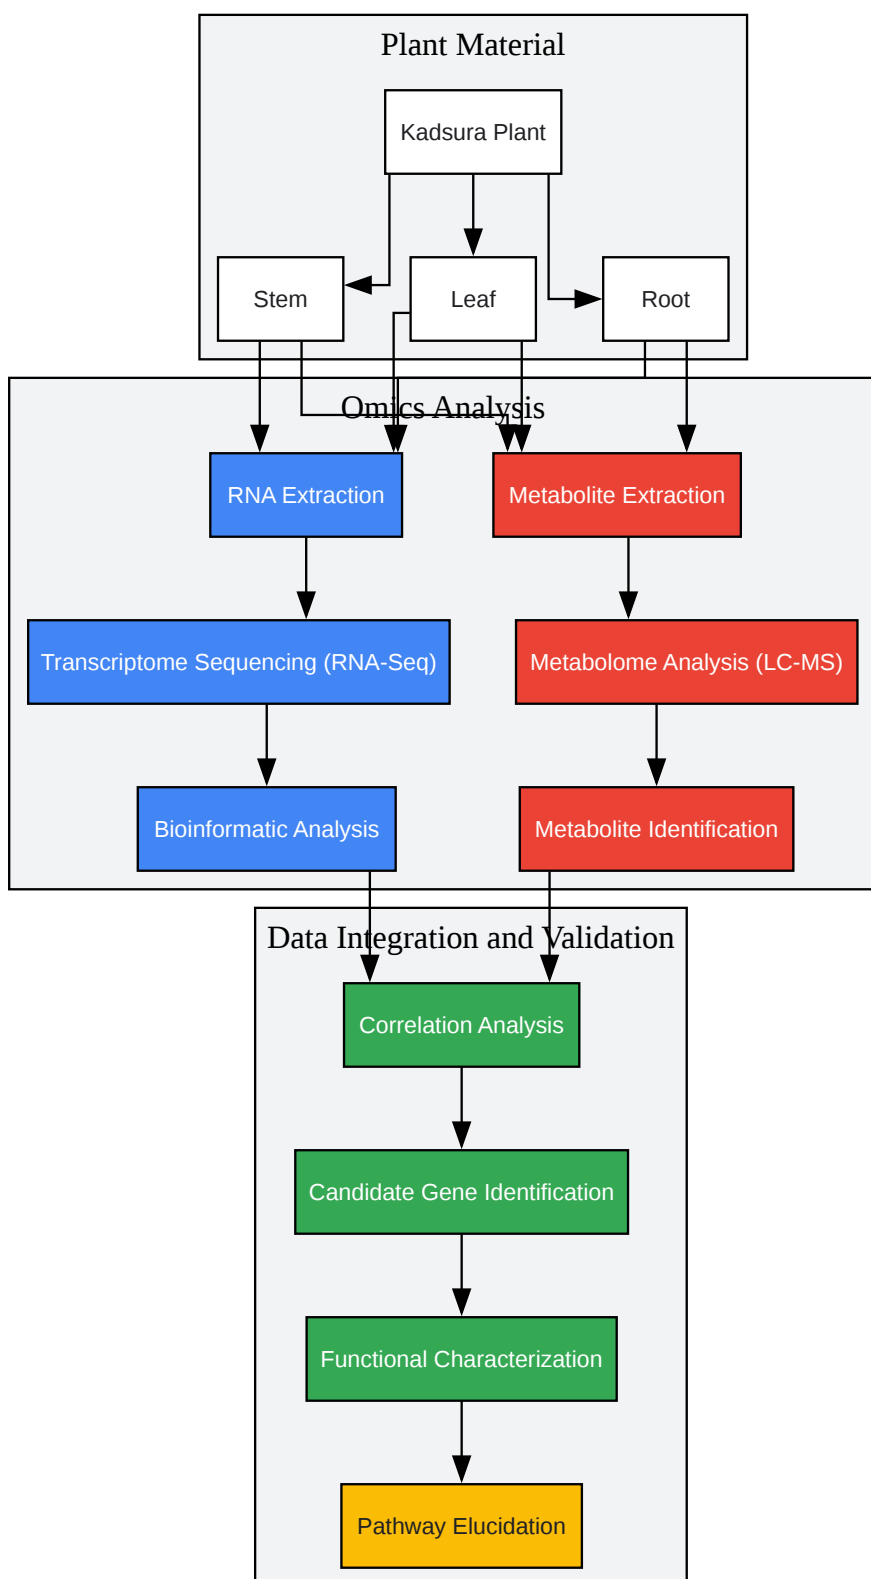 Plant Material
Kadsura Plant
Stem
Leaf
Root
Omics Analysis
RNA Extraction
Metabolite Extraction
Transcriptome Sequencing (RNA-Seq)
Metabolome Analysis (LC-MS)
Bioinformatic Analysis
Metabolite Identification
Data Integration and Validation
Correlation Analysis
Candidate Gene Identification
Functional Characterization
Pathway Elucidation